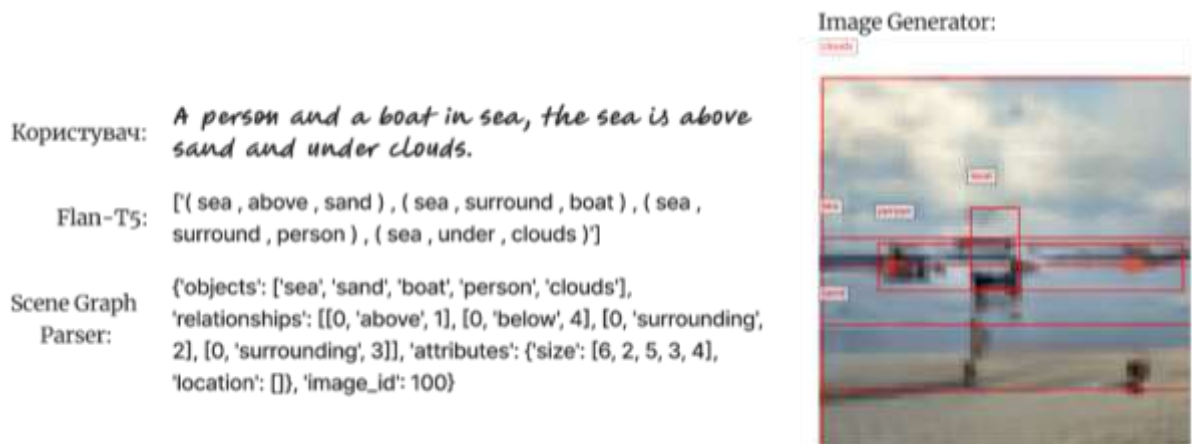 Image Generator:
clouds
Користувач:
A person and a boat in sea, the sea is above
sand and under clouds.
Flan-T5:
['( sea , above , sand ) , ( sea , surround , boat ) , ( sea ,
surround , person ) , ( sea , under , clouds )']
Scene Graph
Parser:
{'objects': ['sea', 'sand', 'boat', 'person', 'clouds'],
'relationships': [[0, 'above', 1], [0, 'below', 4], [0, 'surrounding',
2], [0, 'surrounding', 3]], 'attributes': {'size': [6, 2, 5, 3, 4],
'location': []}, 'image_id': 100}
boat
sea
person
sand